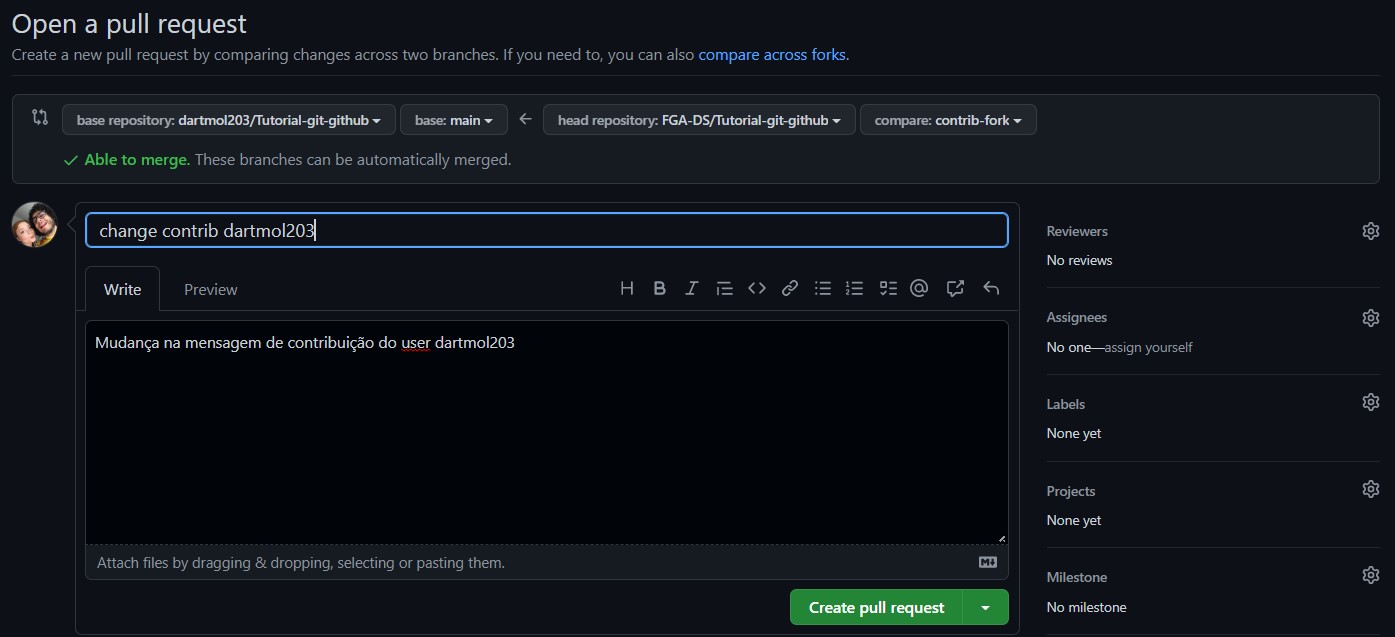 Open a pull request
Create a new pull request by comparing changes across two branches. If you need to, you can also compare across forks.
base repository: dartmol203/Tutorial-git-github base: main head repository: FGA-DS/Tutorial-git-github compare: contrib-fork
Able to merge. These branches can be automatically merged.
change contrib dartmol203
Write Preview
Mudança na mensagem de contribuição do user dartmol203
Attach files by dragging & dropping, selecting or pasting them.
Create pull request
Reviewers
No reviews
Assignees
No one—assign yourself
Labels
None yet
Projects
None yet
Milestone
No milestone